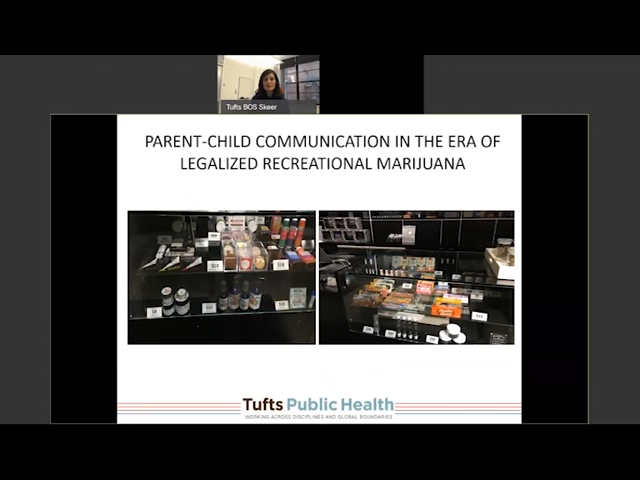 Tufts BOS Skeer
PARENT-CHILD COMMUNICATION IN THE ERA OF
LEGALIZED RECREATIONAL MARIJUANA
Tufts Public Health
WORKING ACROSS DISCIPLINES AND GLOBAL BOUNDARIES